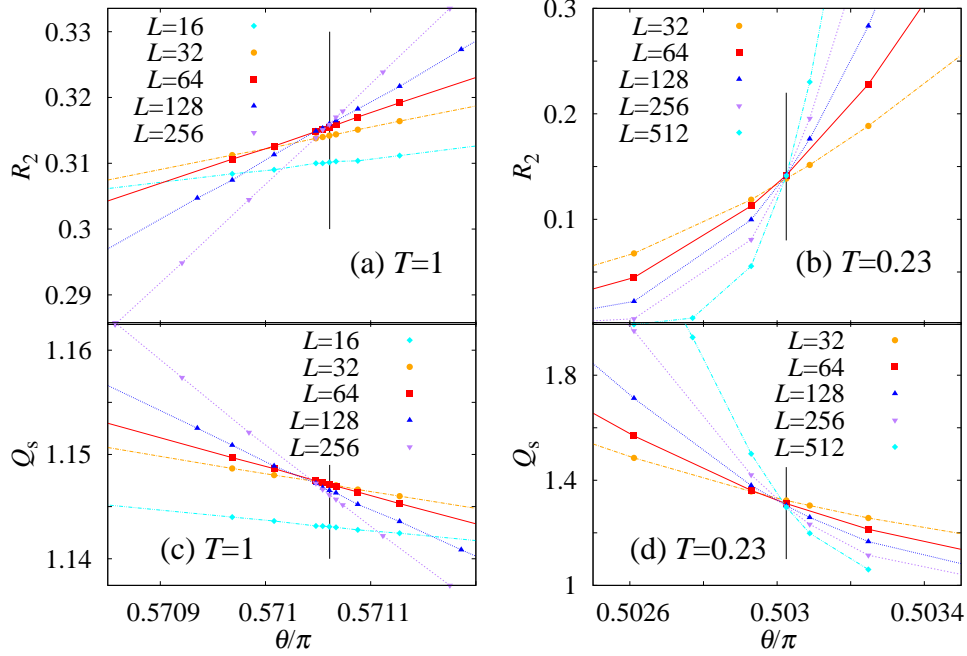 0.33
0.32
0.31
0.3
0.29
R₂
L=16
L=32
L=64
L=128
L=256
(a) T=1
0.3
0.2
0.1
R₂
L=32
L=64
L=128
L=256
L=512
(b) T=0.23
1.16
1.15
1.14
Qₛ
L=16
L=32
L=64
L=128
L=256
(c) T=1
0.5709
0.571
0.5711
θ/π
1.8
1.4
1
Qₛ
L=32
L=64
L=128
L=256
L=512
(d) T=0.23
0.5026
0.503
0.5034
θ/π